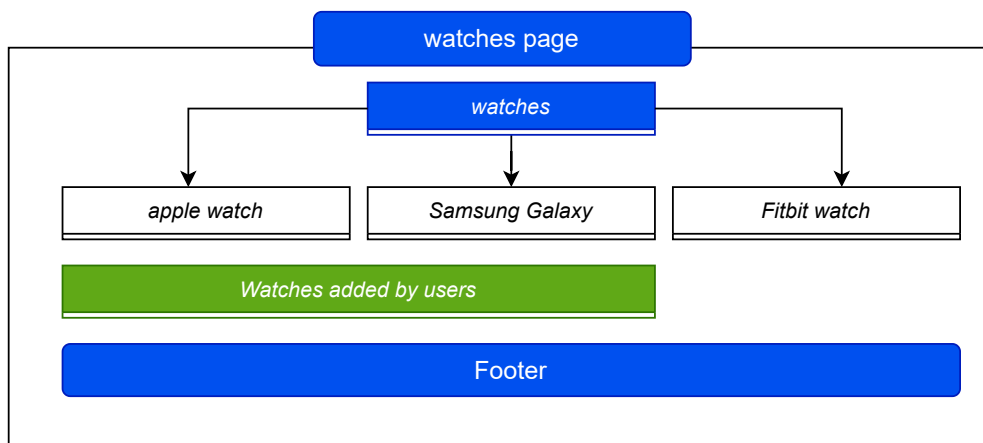 watches page
watches
apple watch
Samsung Galaxy
Fitbit watch
Watches added by users
Footer